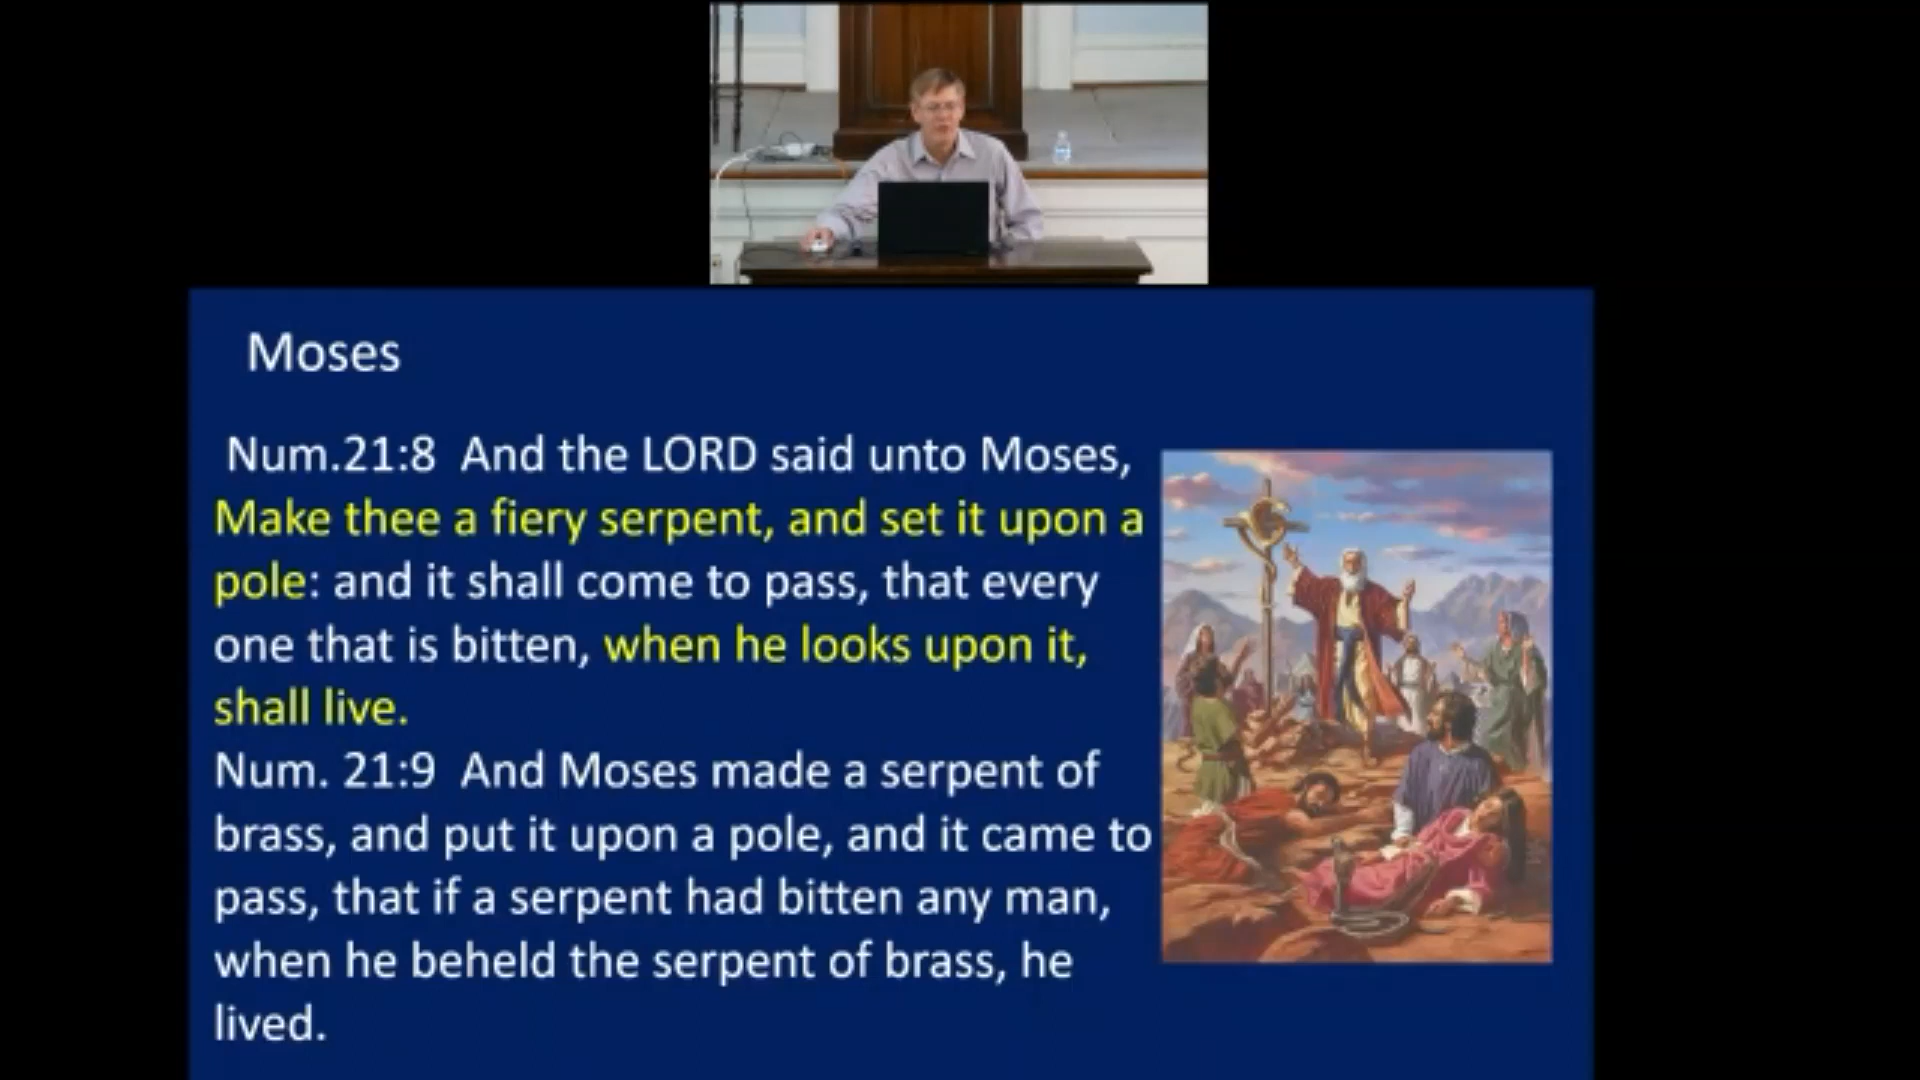 Moses
Num.21:8 And the LORD said unto Moses,
Make thee a fiery serpent, and set it upon a
pole: and it shall come to pass, that every
one that is bitten, when he looks upon it,
shall live.
Num. 21:9 And Moses made a serpent of
brass, and put it upon a pole, and it came to
pass, that if a serpent had bitten any man,
when he beheld the serpent of brass, he
lived.